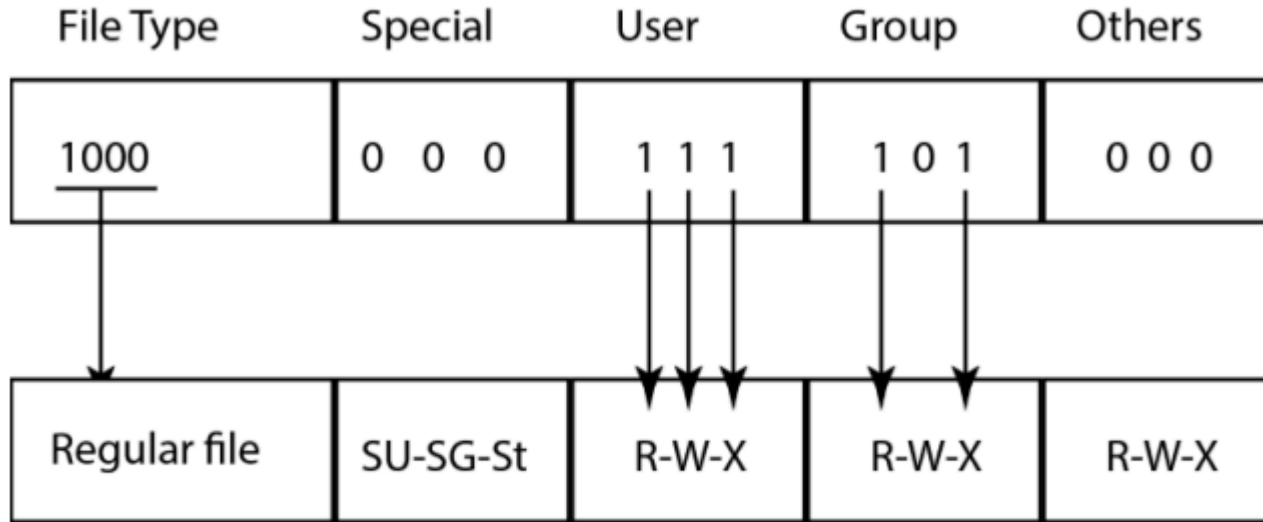 File Type Special User Group Others
1000 0 0 0 1 1 1 1 0 1 0 0 0
Regular file SU-SG-St R-W-X R-W-X R-W-X